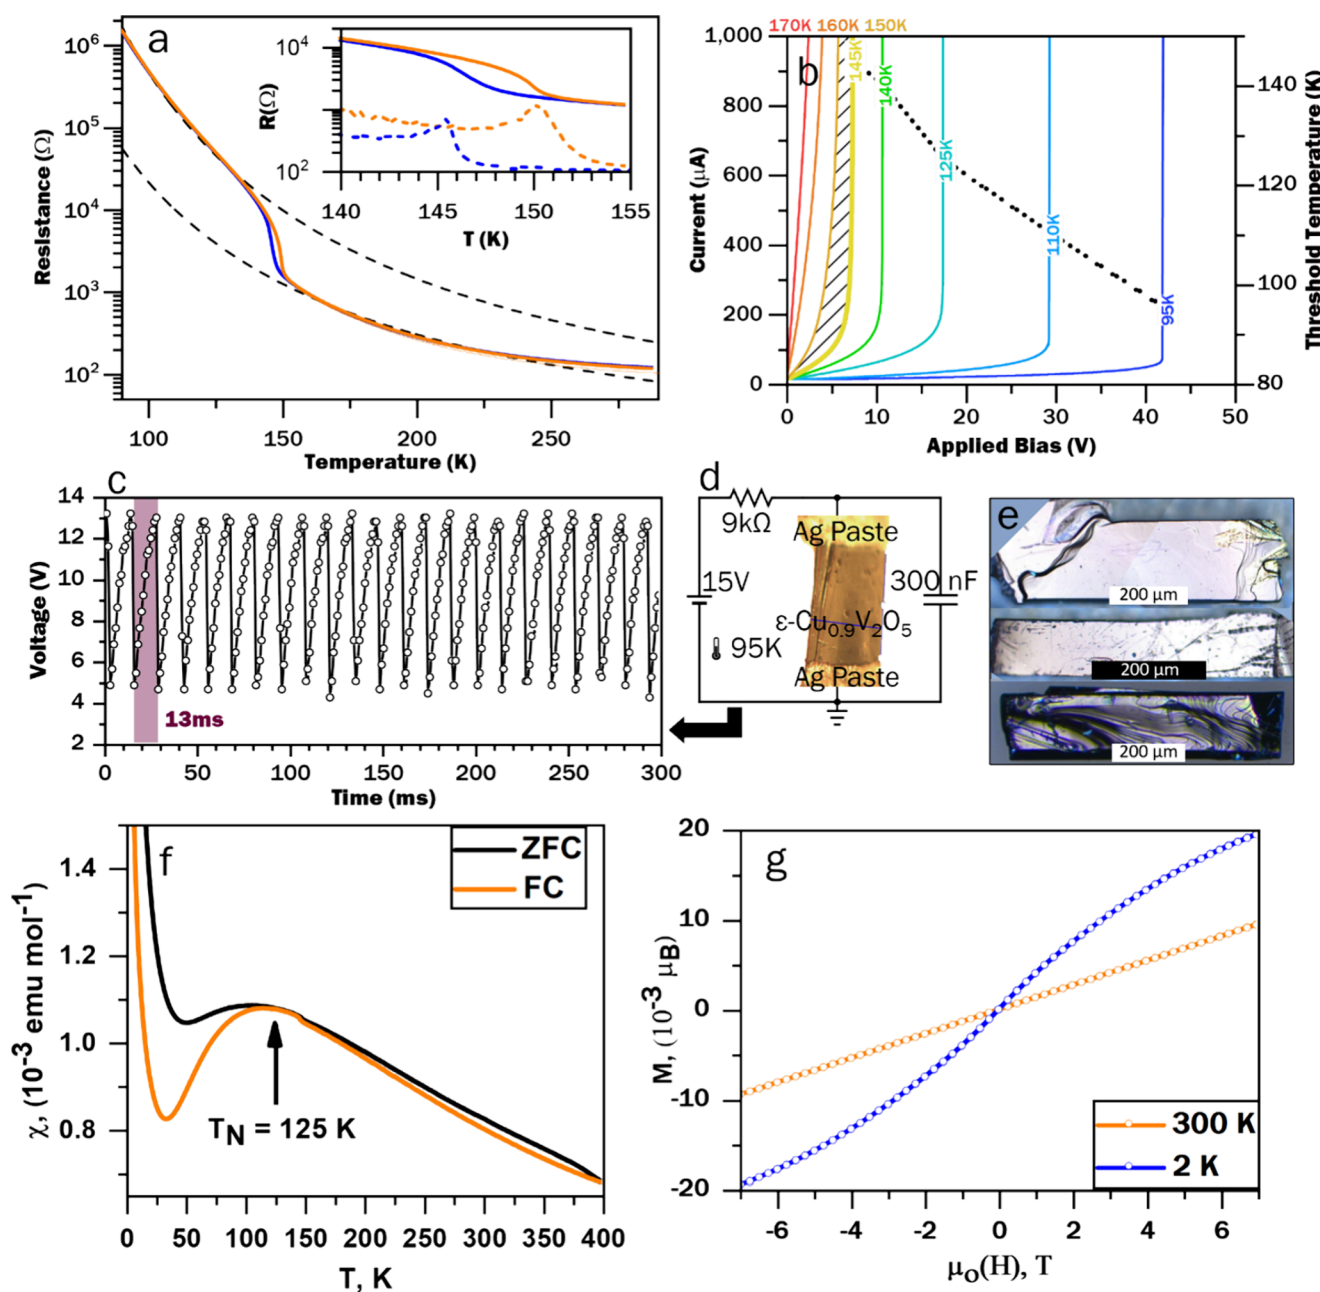 a
10⁶
10⁵
10⁴
10³
10²
Resistance (Ω)
100
150
200
250
Temperature (K)
10⁴
10²
R(Ω)
140
145
150
155
T (K)
b
170K 160K 150K
145K
140K
125K
110K
95K
1,000
800
600
400
200
0
Current (μA)
0
10
20
30
40
50
Applied Bias (V)
140
120
100
80
Threshold Temperature (K)
c
14
12
10
8
6
4
2
Voltage (V)
13ms
0
50
100
150
200
250
300
Time (ms)
d
9kΩ
Ag Paste
15V
300 nF
ε-Cu₀.₉V₂O₅
95K
Ag Paste
e
200 μm
200 μm
200 μm
f
ZFC
FC
1.4
1.2
1.0
0.8
χ, (10⁻³ emu mol⁻¹)
T_N = 125 K
0
50
100
150
200
250
300
350
400
T, K
g
20
10
0
-10
-20
M, (10⁻³ μB)
300 K
2 K
-6
-4
-2
0
2
4
6
μ₀(H), T